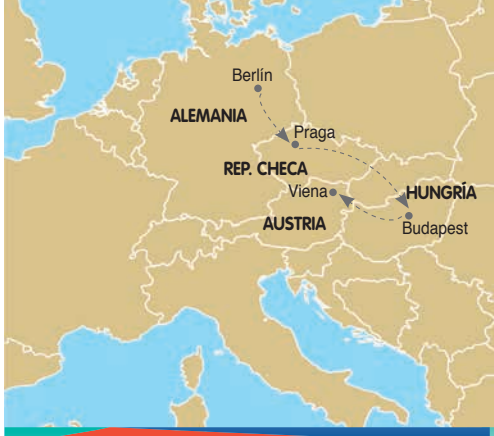 Berlín
ALEMANIA
Praga
REP. CHECA
Viena
HUNGRÍA
AUSTRIA
Budapest